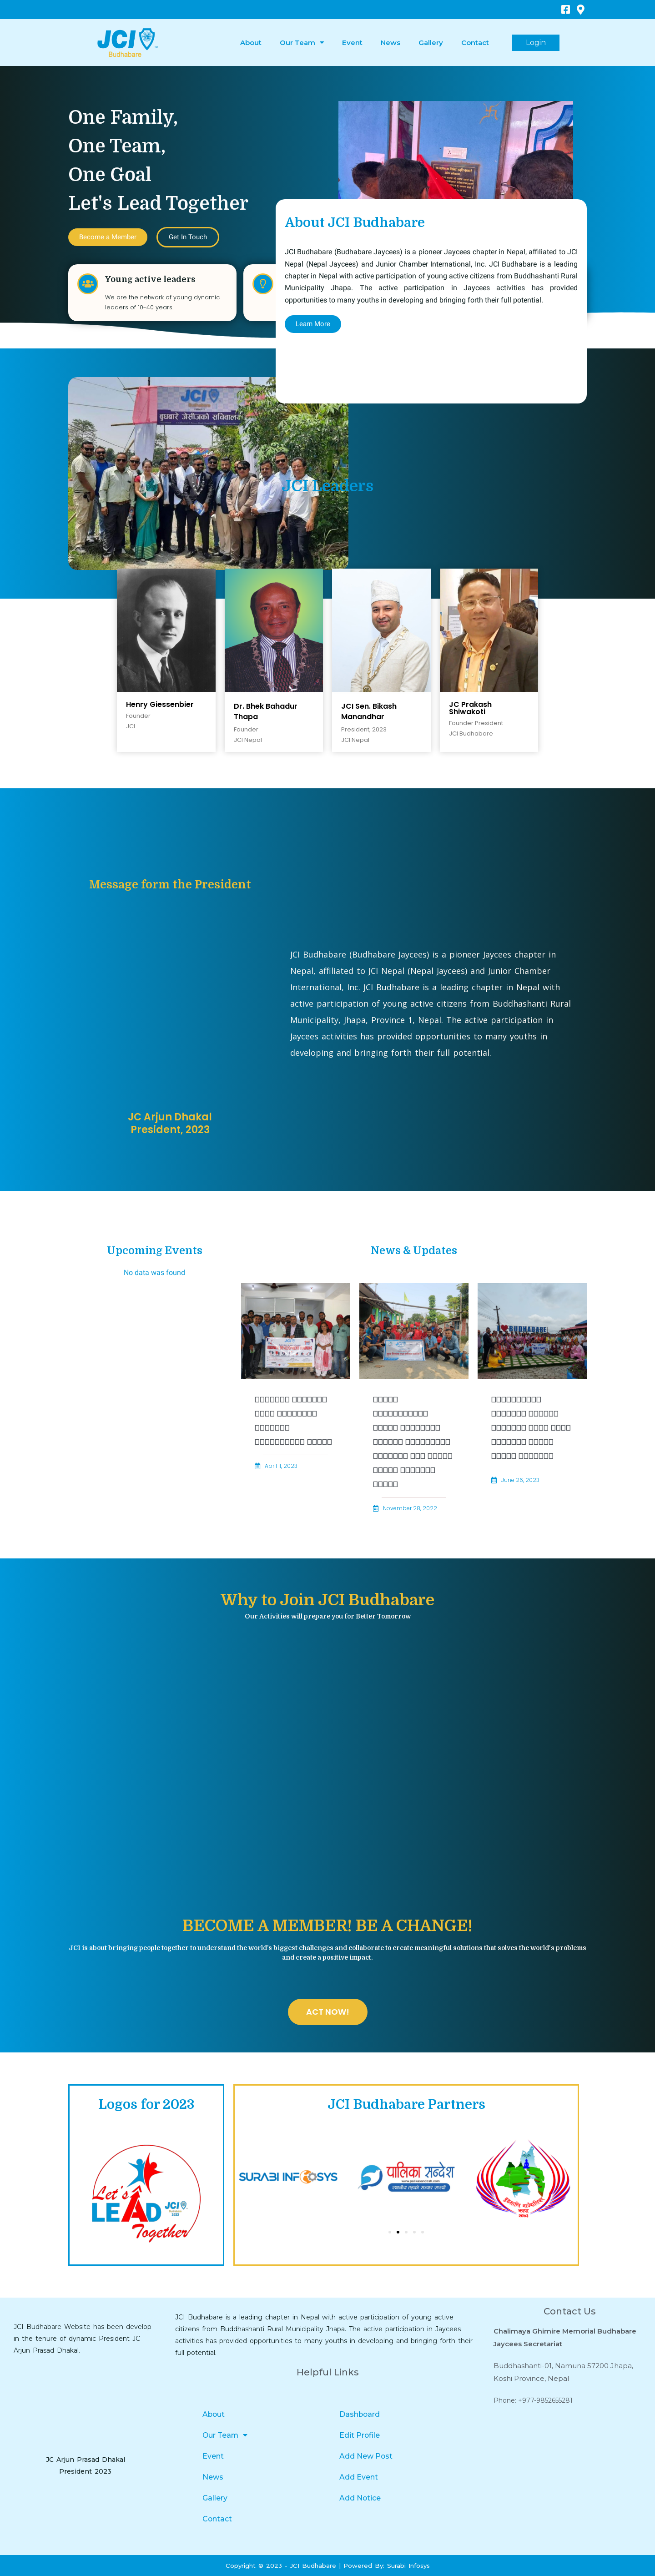 JCI
Budhabare
About
Our Team
Event
News
Gallery
Contact
Login
One Family,
One Team,
One Goal
Let's Lead Together
Become a Member
Get In Touch
Young active leaders
We are the network of young dynamic
leaders of 10-40 years.
About JCI Budhabare
JCI Budhabare (Budhabare Jaycees) is a pioneer Jaycees chapter in Nepal, affiliated to JCI
Nepal (Nepal Jaycees) and Junior Chamber International, Inc. JCI Budhabare is a leading
chapter in Nepal with active participation of young active citizens from Buddhashanti Rural
Municipality Jhapa. The active participation in Jaycees activities has provided
opportunities to many youths in developing and bringing forth their full potential.
Learn More
JCI
JCI Leaders
Henry Giessenbier
Founder
JCI
Dr. Bhek Bahadur
Thapa
Founder
JCI Nepal
JCI Sen. Bikash
Manandhar
President, 2023
JCI Nepal
JC Prakash
Shiwakoti
Founder President
JCI Budhabare
Message form the President
JCI Budhabare (Budhabare Jaycees) is a pioneer Jaycees chapter in
Nepal, affiliated to JCI Nepal (Nepal Jaycees) and Junior Chamber
International, Inc. JCI Budhabare is a leading chapter in Nepal with
active participation of young active citizens from Buddhashanti Rural
Municipality, Jhapa, Province 1, Nepal. The active participation in
Jaycees activities has provided opportunities to many youths in
developing and bringing forth their full potential.
JC Arjun Dhakal
President, 2023
Upcoming Events
No data was found
News & Updates
April 11, 2023
November 28, 2022
June 26, 2023
Why to Join JCI Budhabare
Our Activities will prepare you for Better Tomorrow
BECOME A MEMBER! BE A CHANGE!
JCI is about bringing people together to understand the world's biggest challenges and collaborate to create meaningful solutions that solves the world's problems
and create a positive impact.
ACT NOW!
Logos for 2023
Let's
LEAD
JCI
Together
JCI Budhabare Partners
SURABI INFOSYS
पालिका सन्देश
JCI Budhabare Website has been develop
in the tenure of dynamic President JC
Arjun Prasad Dhakal.
JC Arjun Prasad Dhakal
President 2023
JCI Budhabare is a leading chapter in Nepal with active participation of young active
citizens from Buddhashanti Rural Municipality Jhapa. The active participation in Jaycees
activities has provided opportunities to many youths in developing and bringing forth their
full potential.
Helpful Links
About
Our Team
Event
News
Gallery
Contact
Dashboard
Edit Profile
Add New Post
Add Event
Add Notice
Contact Us
Chalimaya Ghimire Memorial Budhabare
Jaycees Secretariat
Buddhashanti-01, Namuna 57200 Jhapa,
Koshi Province, Nepal
Phone: +977-9852655281
Copyright © 2023 - JCI Budhabare | Powered By: Surabi Infosys